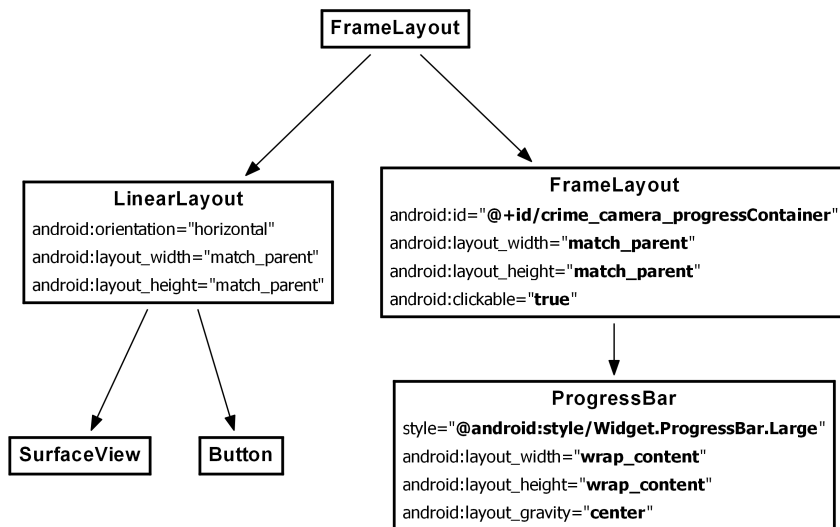 FrameLayout
LinearLayout
android:orientation="horizontal"
android:layout_width="match_parent"
android:layout_height="match_parent"
FrameLayout
android:id="@+id/crime_camera_progressContainer"
android:layout_width="match_parent"
android:layout_height="match_parent"
android:clickable="true"
SurfaceView
Button
ProgressBar
style="@android:style/Widget.ProgressBar.Large"
android:layout_width="wrap_content"
android:layout_height="wrap_content"
android:layout_gravity="center"